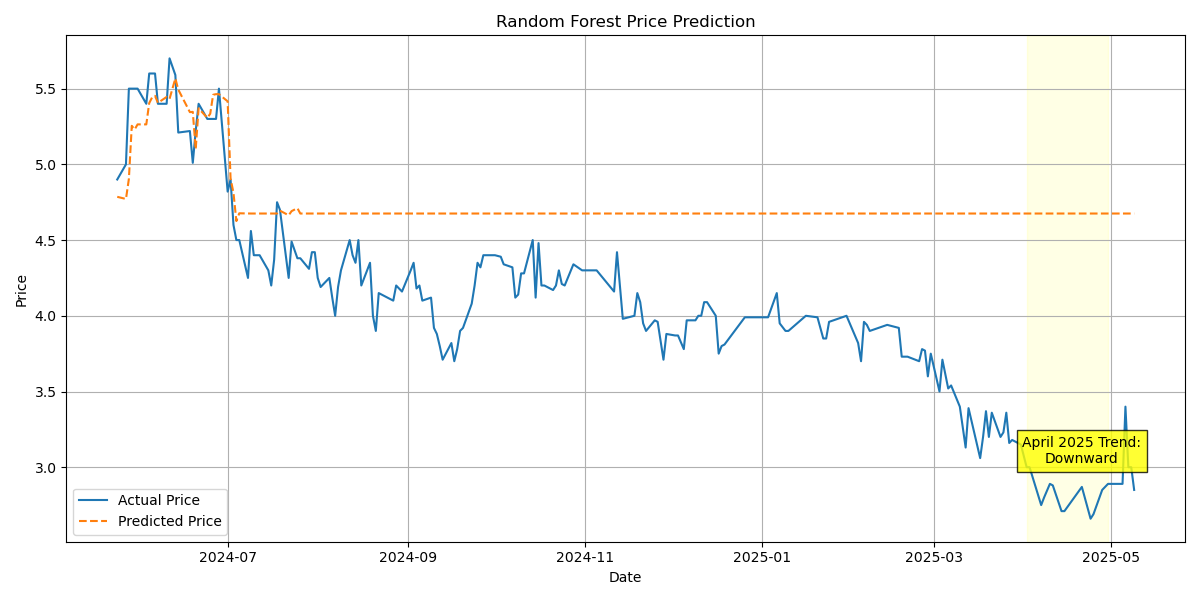 Random Forest Price Prediction
Price
5.5
5.0
4.5
4.0
3.5
3.0
April 2025 Trend:
Downward
Actual Price
Predicted Price
2024-07
2024-09
2024-11
2025-01
2025-03
2025-05
Date